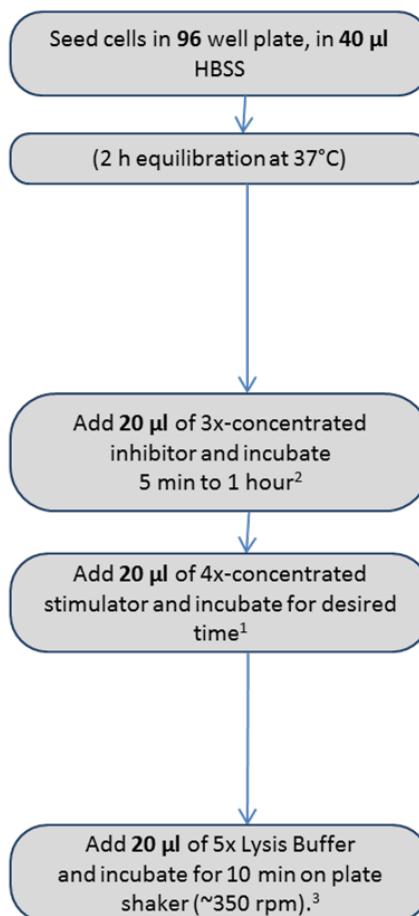 Seed cells in 96 well plate, in 40 µl
HBSS
(2 h equilibration at 37°C)
Add 20 µl of 3x-concentrated
inhibitor and incubate
5 min to 1 hour²
Add 20 µl of 4x-concentrated
stimulator and incubate for desired
time¹
Add 20 µl of 5x Lysis Buffer
and incubate for 10 min on plate
shaker (~350 rpm).³